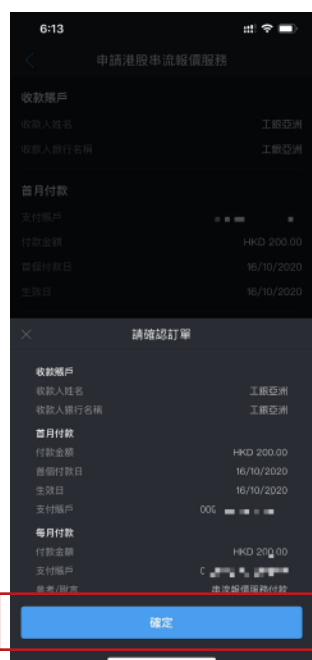 6:13
申請港股串流報價服務
收款賬戶
收款人姓名 工銀亞洲
收款人銀行名稱 工銀亞洲
首月付款
支付賬戶
付款金額 HKD 200.00
首個付款日 16/10/2020
生效日 16/10/2020
請確認訂單
收款賬戶
收款人姓名 工銀亞洲
收款人銀行名稱 工銀亞洲
首月付款
付款金額 HKD 200.00
首個付款日 16/10/2020
生效日 16/10/2020
支付賬戶
每月付款
付款金額 HKD 200.00
支付賬戶
參考/附言 串流報價服務付款
確定